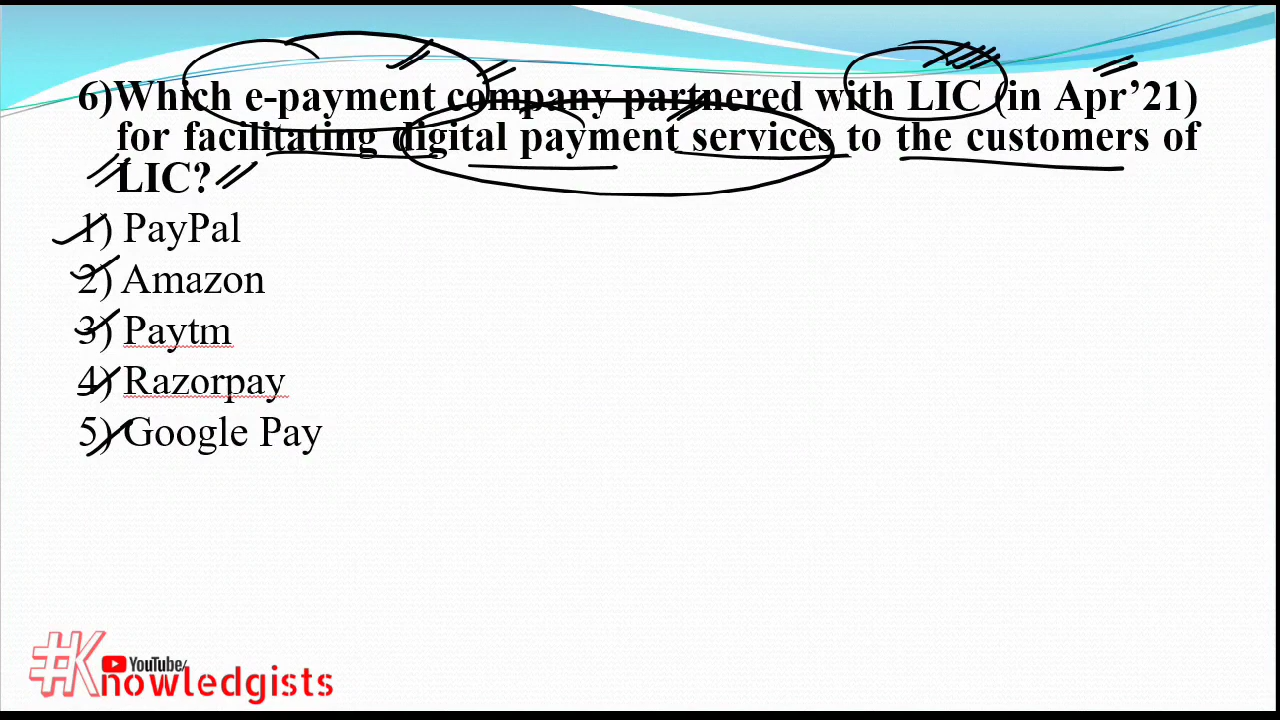 6)Which e-payment company partnered with LIC (in Apr’21)
for facilitating digital payment services to the customers of
LIC?
1) PayPal
2) Amazon
3) Paytm
4) Razorpay
5) Google Pay
#K YouTube/
nowledgists